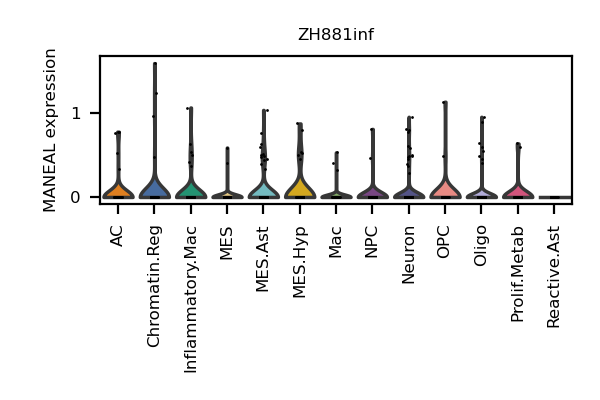 ZH881inf
MANEAL expression
1
0
AC
Chromatin.Reg
Inflammatory.Mac
MES
MES.Ast
MES.Hyp
Mac
NPC
Neuron
OPC
Oligo
Prolif.Metab
Reactive.Ast